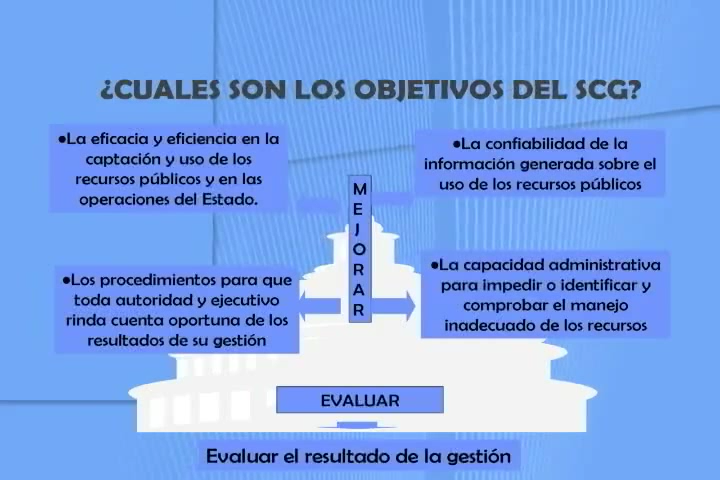 ¿CUALES SON LOS OBJETIVOS DEL SCG?
•La eficacia y eficiencia en la
captación y uso de los
recursos públicos y en las
operaciones del Estado.
•La confiabilidad de la
información generada sobre el
uso de los recursos públicos
MEJORAR
•Los procedimientos para que
toda autoridad y ejecutivo
rinda cuenta oportuna de los
resultados de su gestión
•La capacidad administrativa
para impedir o identificar y
comprobar el manejo
inadecuado de los recursos
EVALUAR
Evaluar el resultado de la gestión